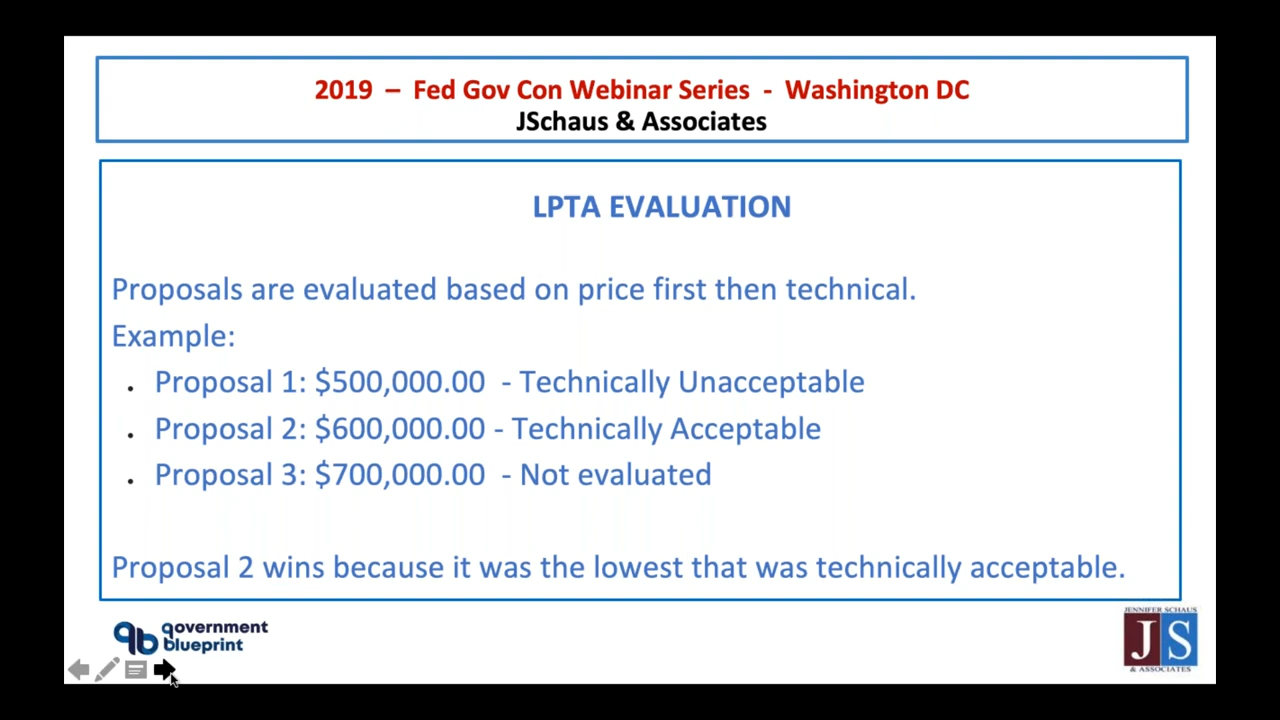 2019 – Fed Gov Con Webinar Series - Washington DC
JSchaus & Associates
LPTA EVALUATION
Proposals are evaluated based on price first then technical.
Example:
• Proposal 1: $500,000.00 - Technically Unacceptable
• Proposal 2: $600,000.00 - Technically Acceptable
• Proposal 3: $700,000.00 - Not evaluated
Proposal 2 wins because it was the lowest that was technically acceptable.
government
blueprint
JENNIFER SCHAUS
JS
& ASSOCIATES